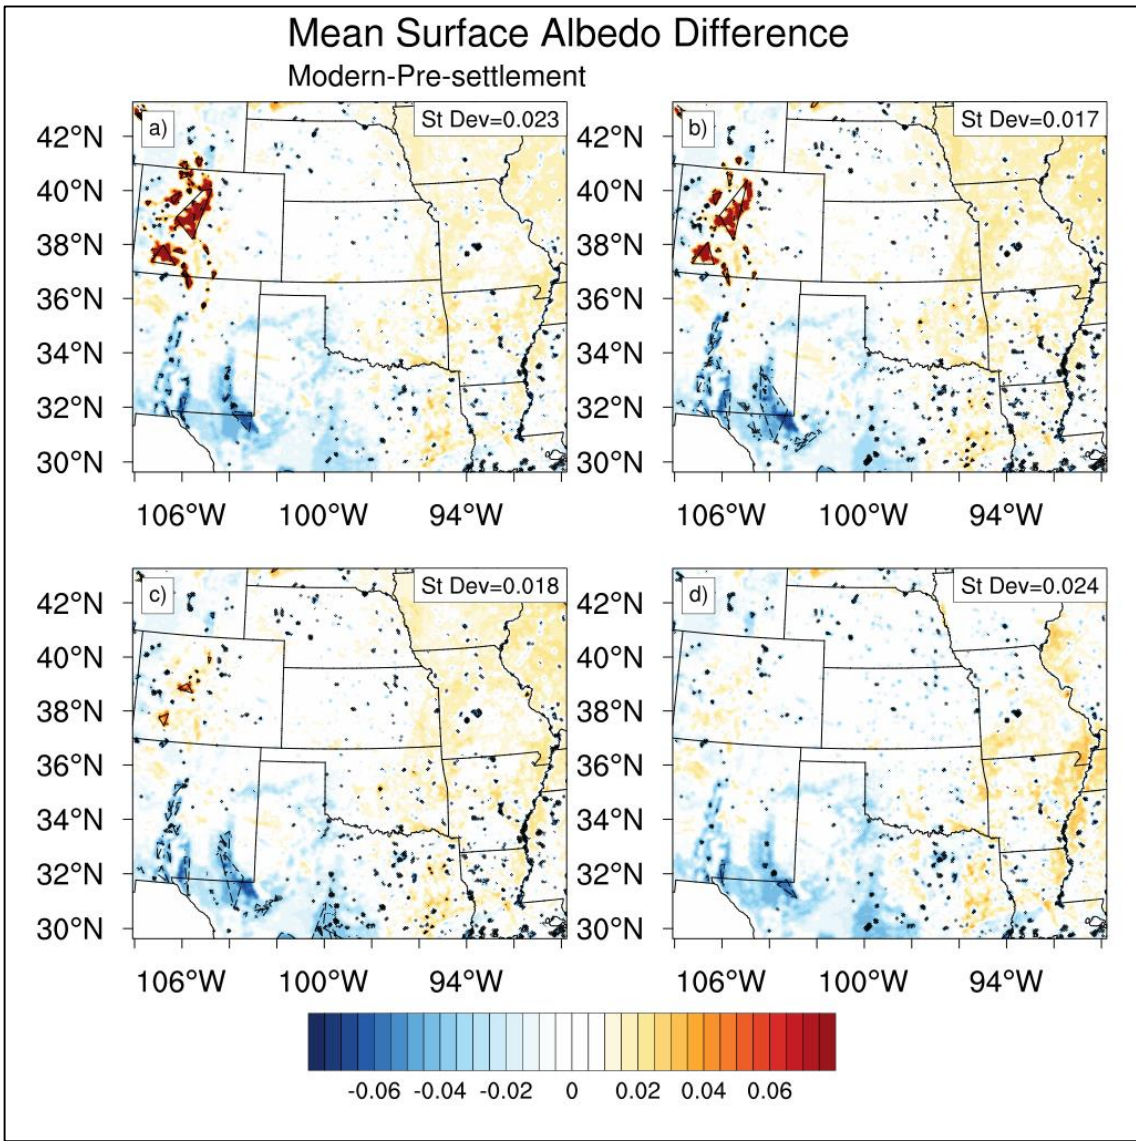 Mean Surface Albedo Difference
Modern-Pre-settlement
a) St Dev=0.023
b) St Dev=0.017
42°N
40°N
38°N
36°N
34°N
32°N
30°N
42°N
40°N
38°N
36°N
34°N
32°N
30°N
106°W 100°W 94°W
106°W 100°W 94°W
c) St Dev=0.018
d) St Dev=0.024
42°N
40°N
38°N
36°N
34°N
32°N
30°N
42°N
40°N
38°N
36°N
34°N
32°N
30°N
106°W 100°W 94°W
106°W 100°W 94°W
-0.06 -0.04 -0.02 0 0.02 0.04 0.06